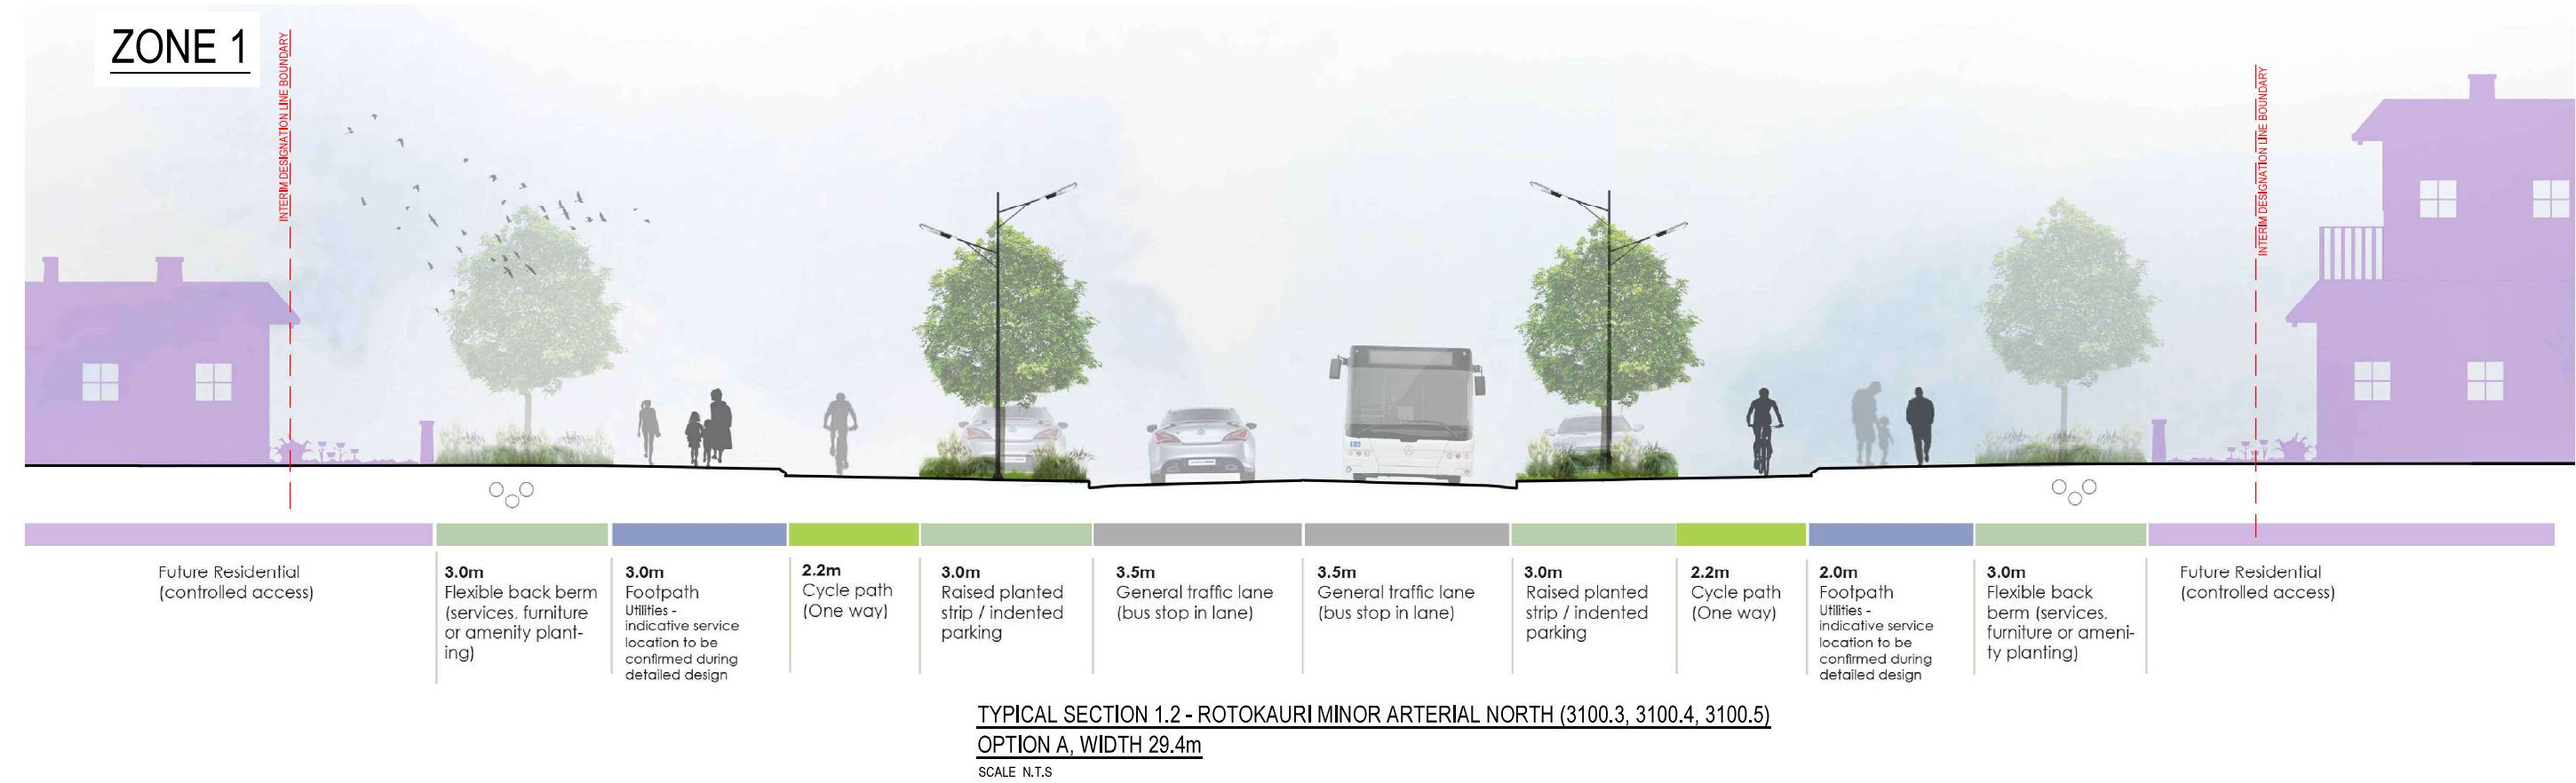 ZONE 1
INTERIM DESIGNATION LINE BOUNDARY
INTERIM DESIGNATION LINE BOUNDARY
Future Residential
(controlled access)
3.0m
Flexible back berm
(services, furniture
or amenity plant-
ing)
3.0m
Footpath
Utilities -
indicative service
location to be
confirmed during
detailed design
2.2m
Cycle path
(One way)
3.0m
Raised planted
strip / indented
parking
3.5m
General traffic lane
(bus stop in lane)
3.5m
General traffic lane
(bus stop in lane)
3.0m
Raised planted
strip / indented
parking
2.2m
Cycle path
(One way)
2.0m
Footpath
Utilities -
indicative service
location to be
confirmed during
detailed design
3.0m
Flexible back
berm (services,
furniture or ameni-
ty planting)
Future Residential
(controlled access)
TYPICAL SECTION 1.2 - ROTOKAURI MINOR ARTERIAL NORTH (3100.3, 3100.4, 3100.5)
OPTION A, WIDTH 29.4m
SCALE N.T.S